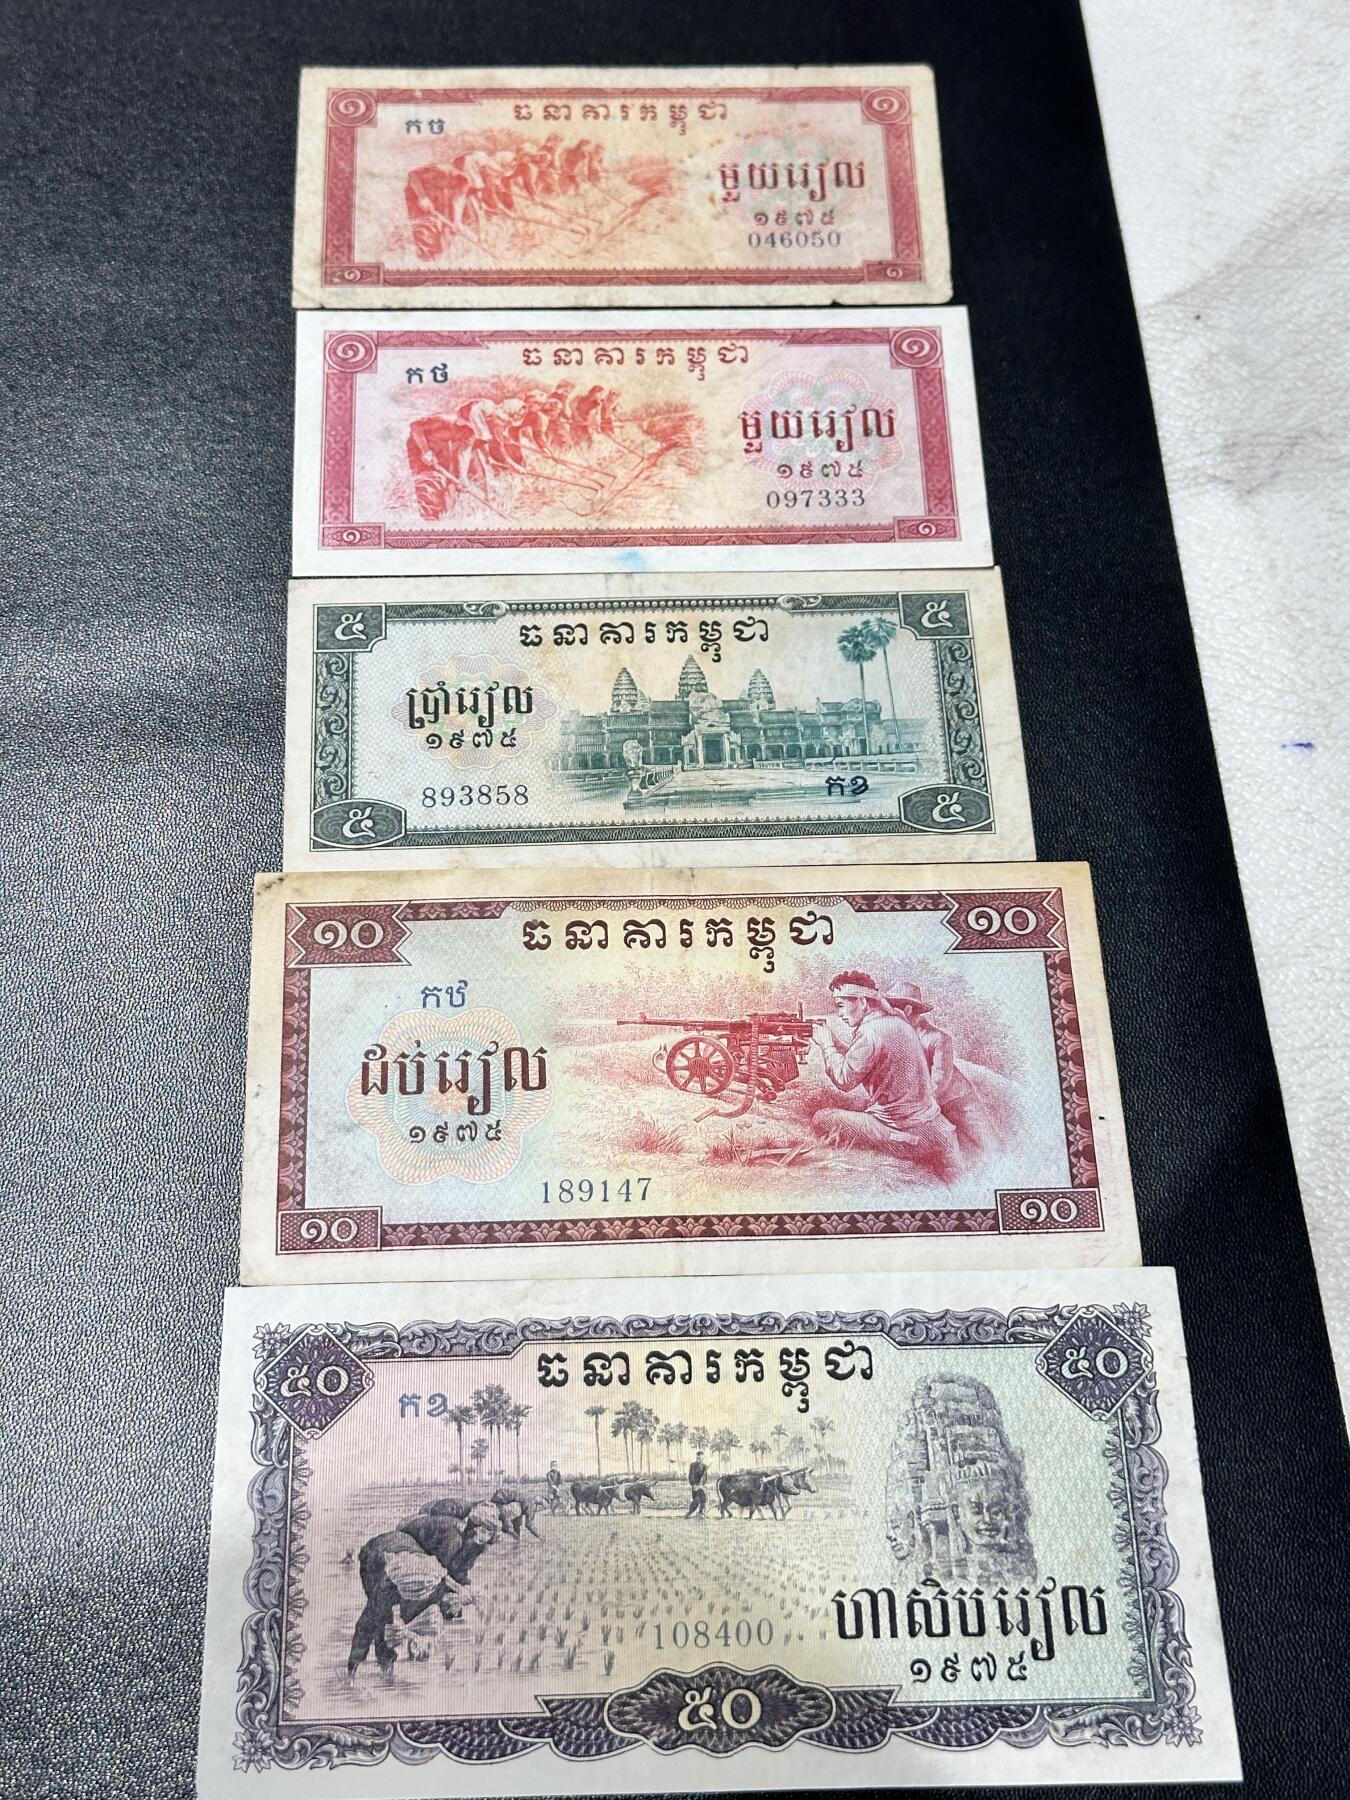 ១ ១
ធនាគារកម្ពុជា
កថ
មួយរៀល
១៩៧៥
046050
១ ១
១ ១
ធនាគារកម្ពុជា
កថ
មួយរៀល
១៩៧៥
097333
១ ១
៥ ៥
ធនាគារកម្ពុជា
ប្រាំរៀល
១៩៧៥
893858
កខ
៥ ៥
១០ ១០
ធនាគារកម្ពុជា
កឋ
ដប់រៀល
១៩៧៥
189147
១០ ១០
៥០ ៥០
ធនាគារកម្ពុជា
កខ
108400
ហាសិបរៀល
១៩៧៥
៥០